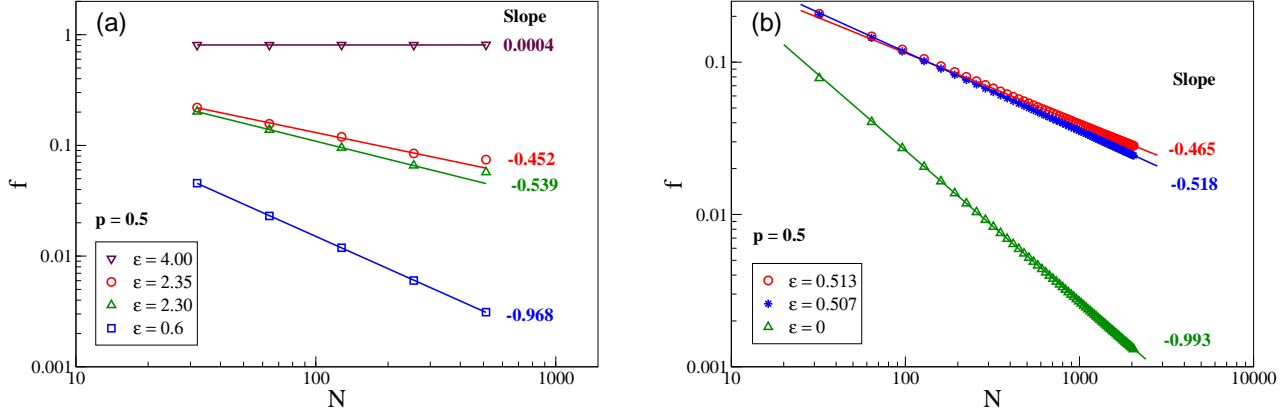 (a)
Slope
1
0.0004
0.1
-0.452
f
-0.539
p = 0.5
0.01
ε = 4.00
ε = 2.35
ε = 2.30
ε = 0.6
-0.968
0.001
10
100
1000
N
(b)
0.1
Slope
-0.465
f
-0.518
0.01
p = 0.5
ε = 0.513
ε = 0.507
ε = 0
-0.993
0.001
10
100
1000
10000
N